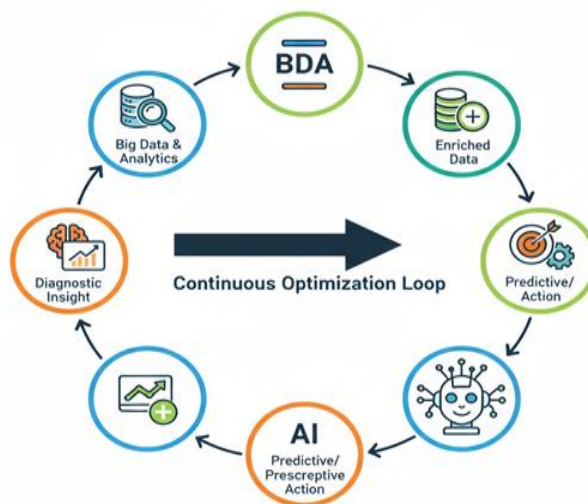 BDA
Big Data &
Analytics
Enriched
Data
Diagnostic
Insight
Continuous Optimization Loop
Predictive/
Action
AI
Predictive/
Prescreptive
Action